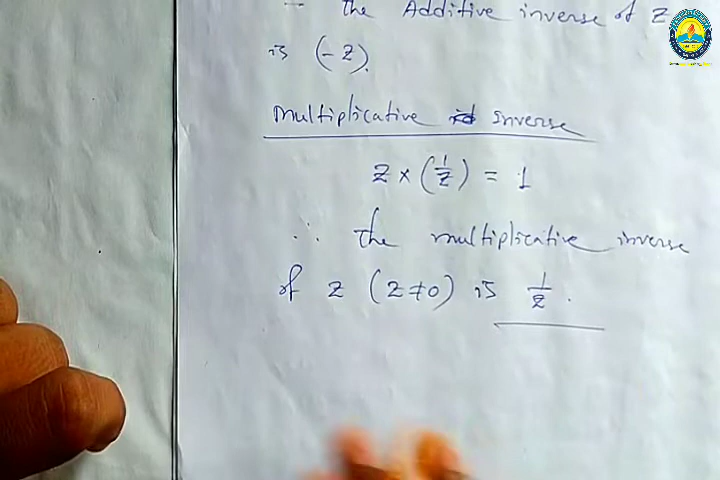 ∴ the Additive inverse of z
is (-z).
Multiplicative inverse
z × (1/z) = 1
∴ the multiplicative inverse
of z (z≠0) is 1/z.